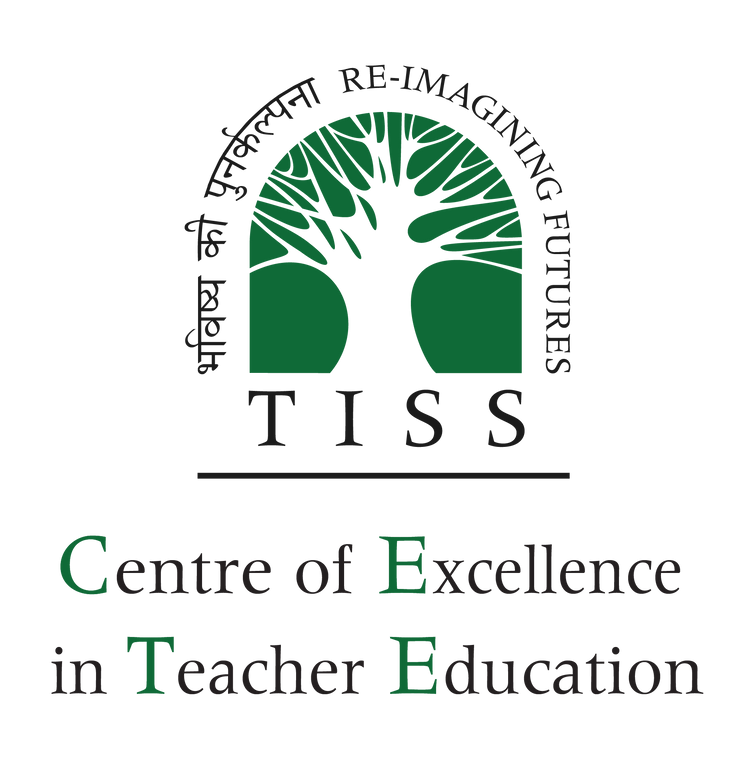 भविष्य की पुनर्कल्पना RE-IMAGINING FUTURES
TISS
Centre of Excellence
in Teacher Education